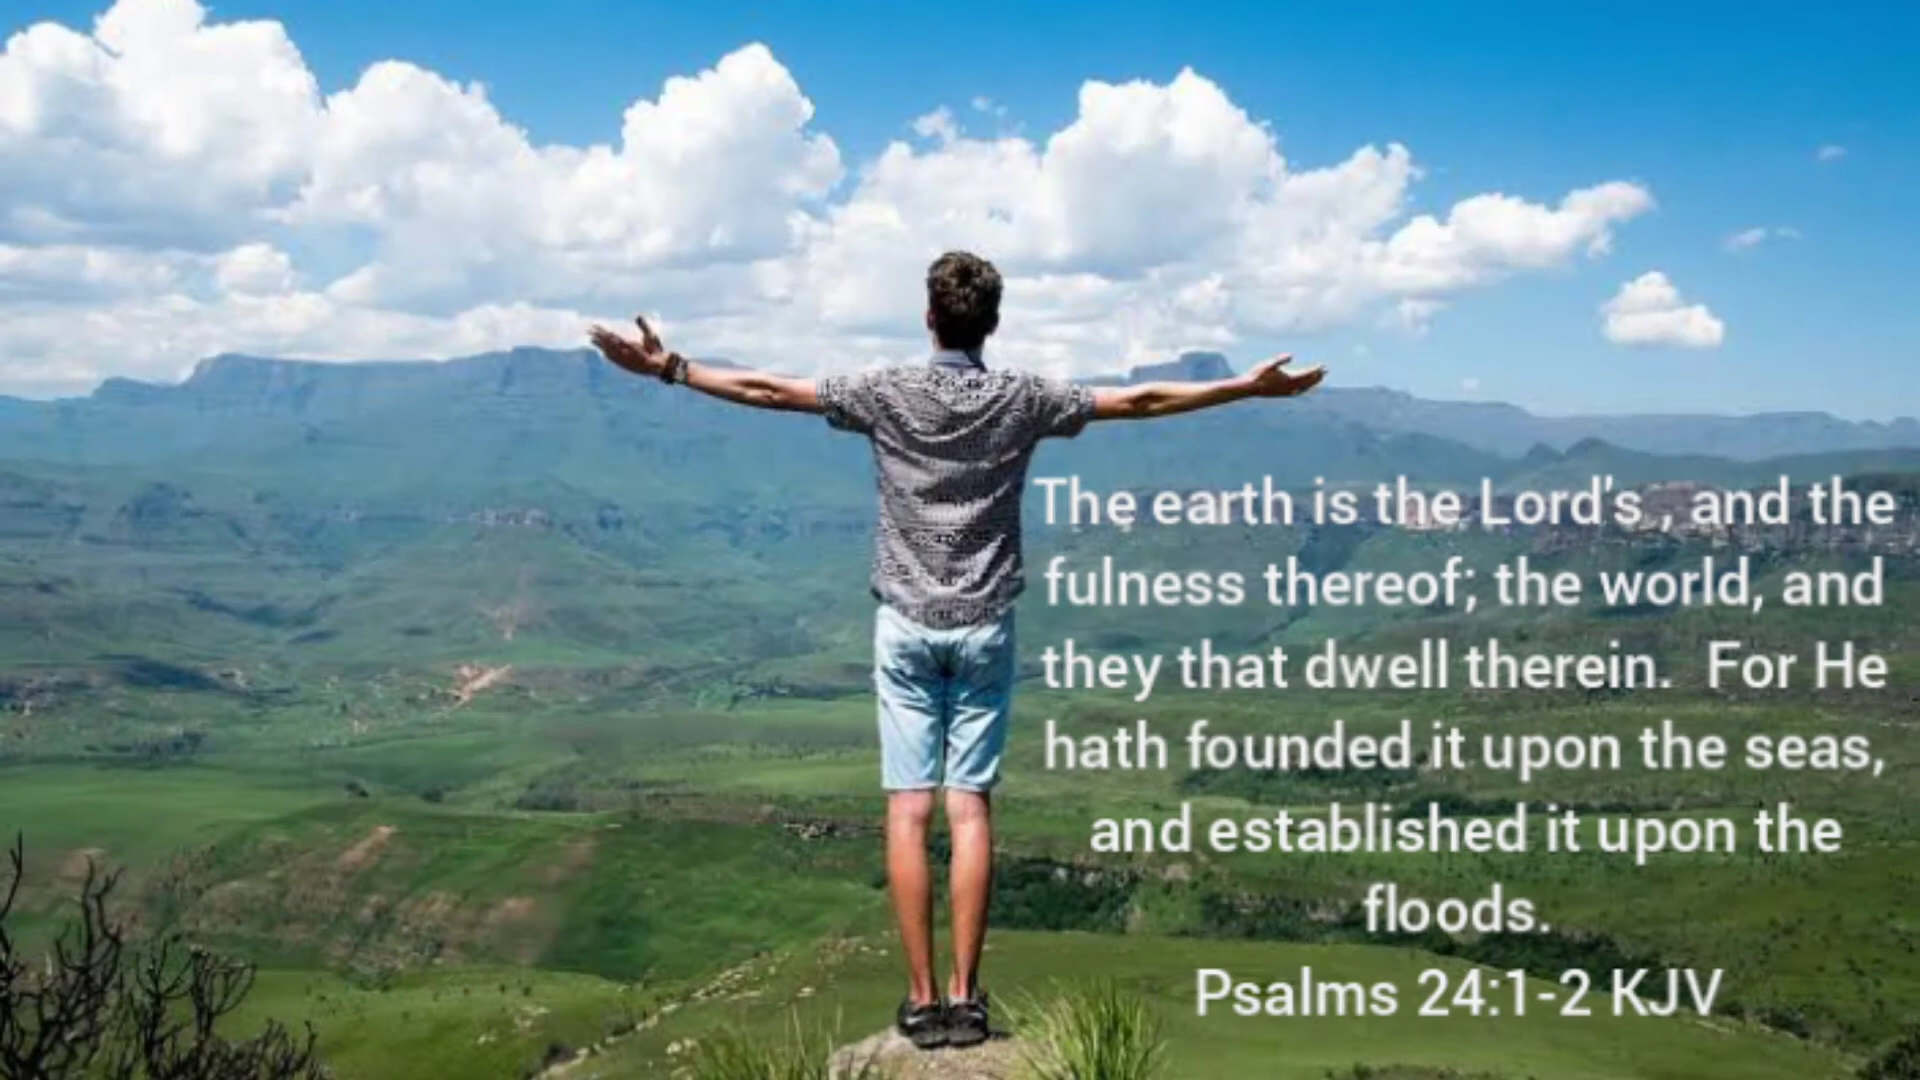 The earth is the Lord's , and the
fulness thereof; the world, and
they that dwell therein.  For He
hath founded it upon the seas,
and established it upon the
floods.
Psalms 24:1-2 KJV